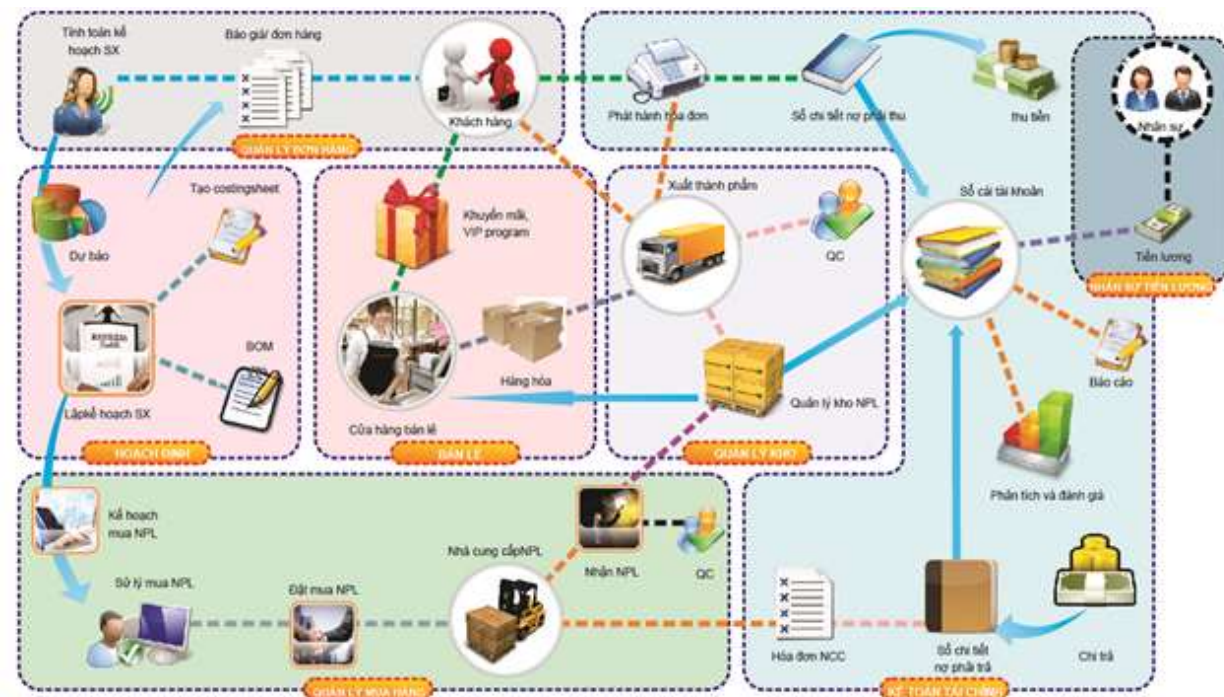 Tính toán kế
hoạch SX
Báo giá/ đơn hàng
Khách hàng
QUẢN LÝ ĐƠN HÀNG
Phát hành hóa đơn
Sổ chi tiết nợ phải thu
thu tiền
Nhân sự
Tiền lương
NHÂN SỰ TIỀN LƯƠNG
Tạo costingsheet
Dự báo
BOM
Lậpkế hoạch SX
HOẠCH ĐỊNH
Khuyến mãi,
VIP program
Hàng hóa
Cửa hàng bán lẻ
BÁN LẺ
Xuất thành phẩm
QC
Quản lý kho NPL
QUẢN LÝ KHO
Sổ cái tài khoản
Báo cáo
Phân tích và đánh giá
Kế hoạch
mua NPL
Sử lý mua NPL
Đặt mua NPL
Nhà cung cấpNPL
Nhận NPL
QC
QUẢN LÝ MUA HÀNG
Hóa đơn NCC
Sổ chi tiết
nợ phải trả
Chi trả
KẾ TOÁN TÀI CHÍNH